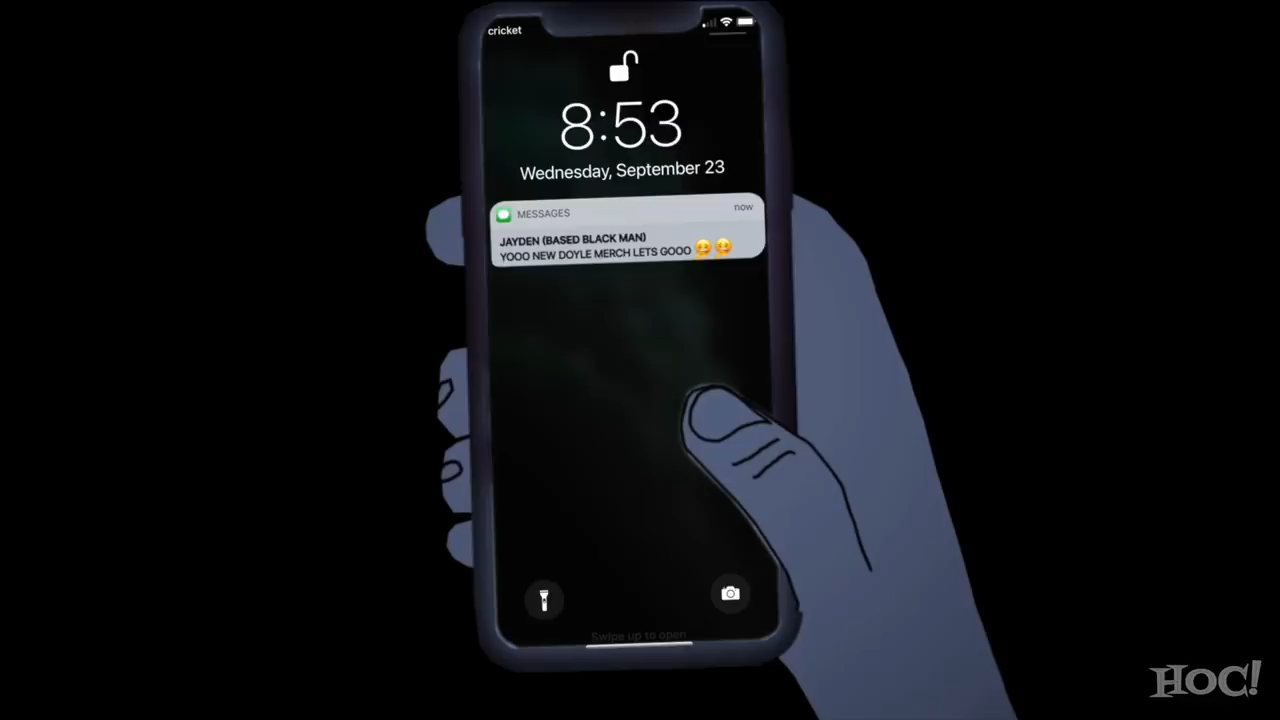 cricket
8:53
Wednesday, September 23
MESSAGES now
JAYDEN (BASED BLACK MAN)
YOOO NEW DOYLE MERCH LETS GOOO 🥲🥲
Swipe up to open
HOC!